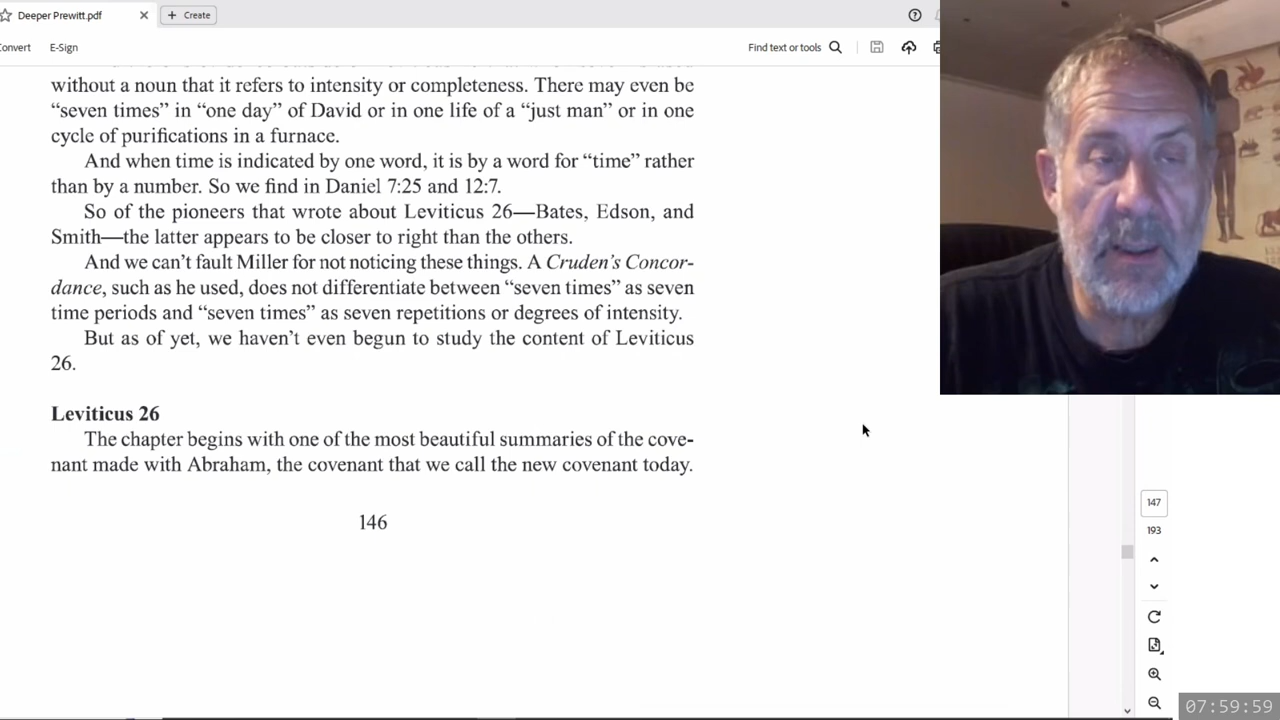 Deeper Prewitt.pdf
Create
Convert
E-Sign
Find text or tools
without a noun that it refers to intensity or completeness. There may even be
“seven times” in “one day” of David or in one life of a “just man” or in one
cycle of purifications in a furnace.
And when time is indicated by one word, it is by a word for “time” rather
than by a number. So we find in Daniel 7:25 and 12:7.
So of the pioneers that wrote about Leviticus 26—Bates, Edson, and
Smith—the latter appears to be closer to right than the others.
And we can’t fault Miller for not noticing these things. A Cruden’s Concor-
dance, such as he used, does not differentiate between “seven times” as seven
time periods and “seven times” as seven repetitions or degrees of intensity.
But as of yet, we haven’t even begun to study the content of Leviticus
26.
Leviticus 26
The chapter begins with one of the most beautiful summaries of the cove-
nant made with Abraham, the covenant that we call the new covenant today.
146
147
193
07:59:59